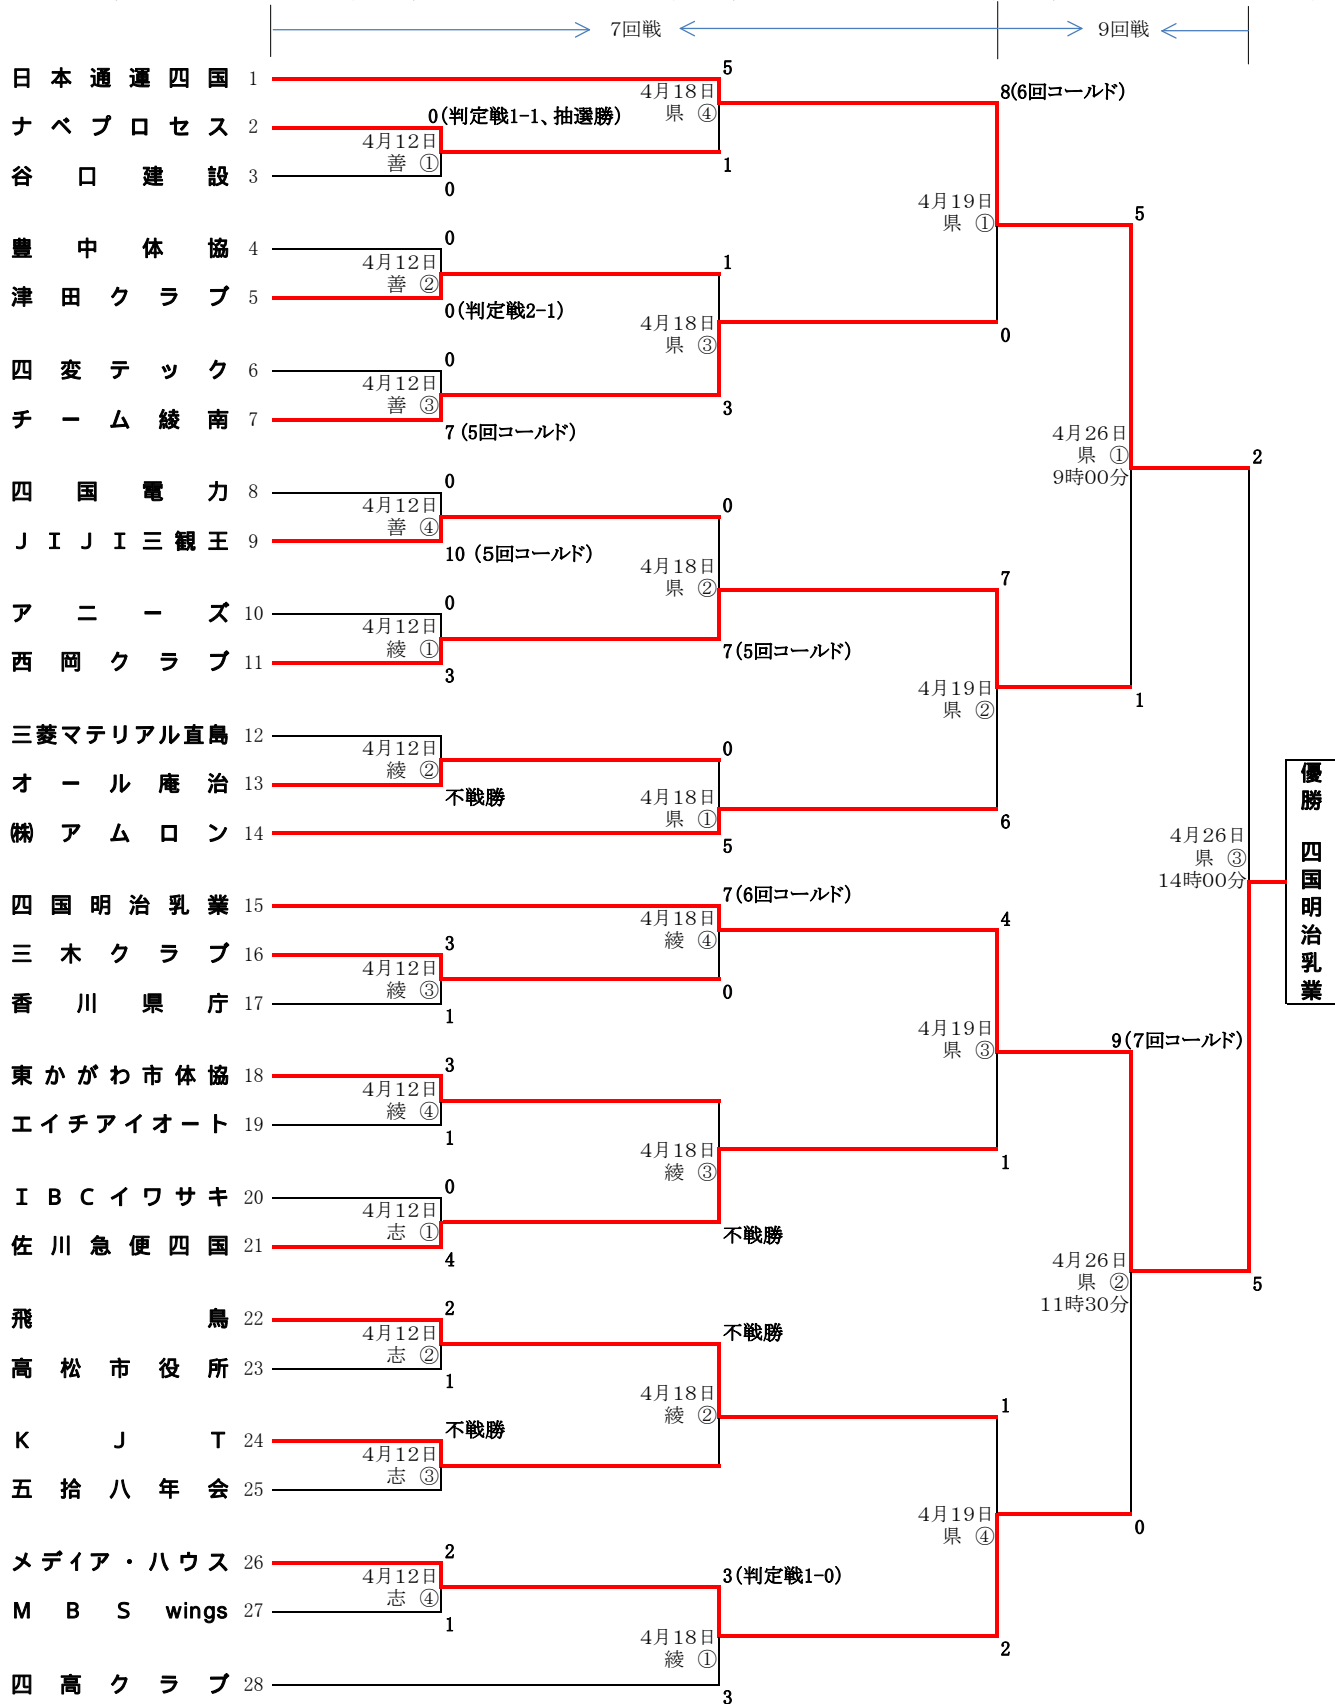 7回戦
9回戦
日本通運四国 1
5
4月18日
県 ④
8(6回コールド)
ナベプロセス 2
0(判定戦1-1、抽選勝)
4月12日
善 ①
1
谷口建設 3
0
4月19日
県 ①
5
豊中体協 4
0
4月12日
善 ②
1
津田クラブ 5
0(判定戦2-1)
4月18日
県 ③
0
四変テック 6
0
4月12日
善 ③
3
チーム綾南 7
7(5回コールド)
4月26日
県 ①
9時00分
2
四国電力 8
0
4月12日
善 ④
0
JIJI三観王 9
10(5回コールド)
4月18日
県 ②
7
アニーズ 10
0
4月12日
綾 ①
7(5回コールド)
西岡クラブ 11
3
4月19日
県 ②
1
三菱マテリアル直島 12
4月12日
綾 ②
0
オール庵治 13
不戦勝
4月18日
県 ①
6
㈱アムロン 14
5
4月26日
県 ③
14時00分
優勝 四国明治乳業
四国明治乳業 15
7(6回コールド)
4月18日
綾 ④
4
三木クラブ 16
3
4月12日
綾 ③
0
香川県庁 17
1
4月19日
県 ③
9(7回コールド)
東かがわ市体協 18
3
4月12日
綾 ④
エイチアイオート 19
1
4月18日
綾 ③
1
IBCイワサキ 20
0
4月12日
志 ①
不戦勝
佐川急便四国 21
4
4月26日
県 ②
11時30分
5
飛鳥 22
2
4月12日
志 ②
不戦勝
高松市役所 23
1
4月18日
綾 ②
1
KJT 24
不戦勝
4月12日
志 ③
五拾八年会 25
4月19日
県 ④
0
メディア・ハウス 26
2
4月12日
志 ④
3(判定戦1-0)
MBS wings 27
1
4月18日
綾 ①
2
四高クラブ 28
3